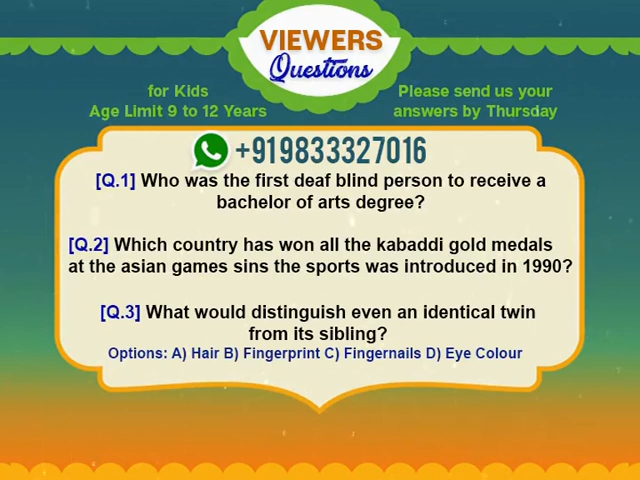 VIEWERS
Questions
for Kids
Age Limit 9 to 12 Years
Please send us your
answers by Thursday
+919833327016
[Q.1] Who was the first deaf blind person to receive a
bachelor of arts degree?
[Q.2] Which country has won all the kabaddi gold medals
at the asian games sins the sports was introduced in 1990?
[Q.3] What would distinguish even an identical twin
from its sibling?
Options: A) Hair B) Fingerprint C) Fingernails D) Eye Colour